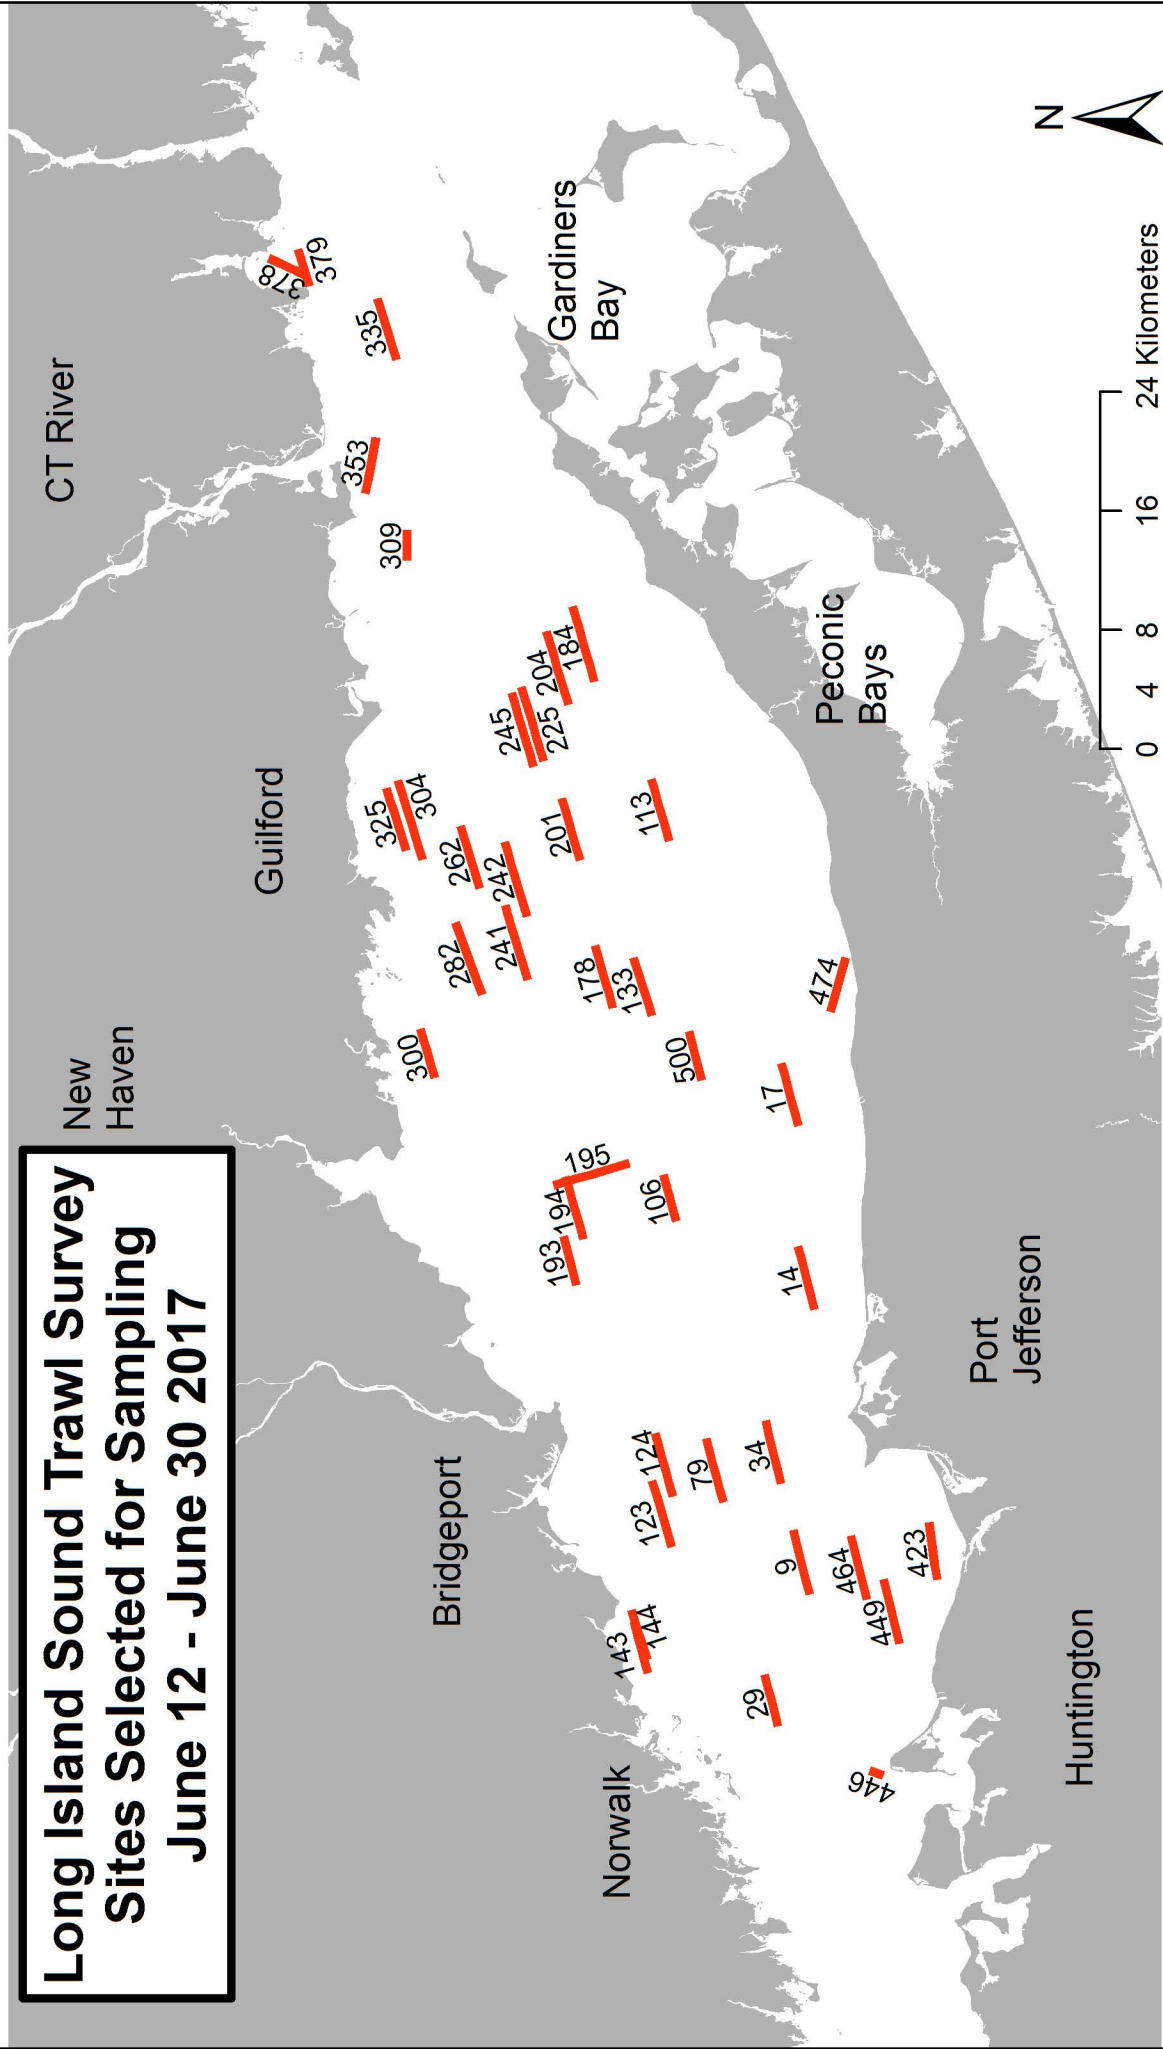 Long Island Sound Trawl Survey
Sites Selected for Sampling
June 12 - June 30 2017
New
Haven
CT River
Guilford
Bridgeport
Norwalk
Gardiners
Bay
Peconic
Bays
Port
Jefferson
Huntington
378
379
335
353
309
184
204
225
245
304
325
262
242
201
113
241
282
178
133
300
500
474
17
195
194
193
106
14
124
123
79
34
9
464
449
423
143
144
29
446
N
0 4 8 16 24 Kilometers